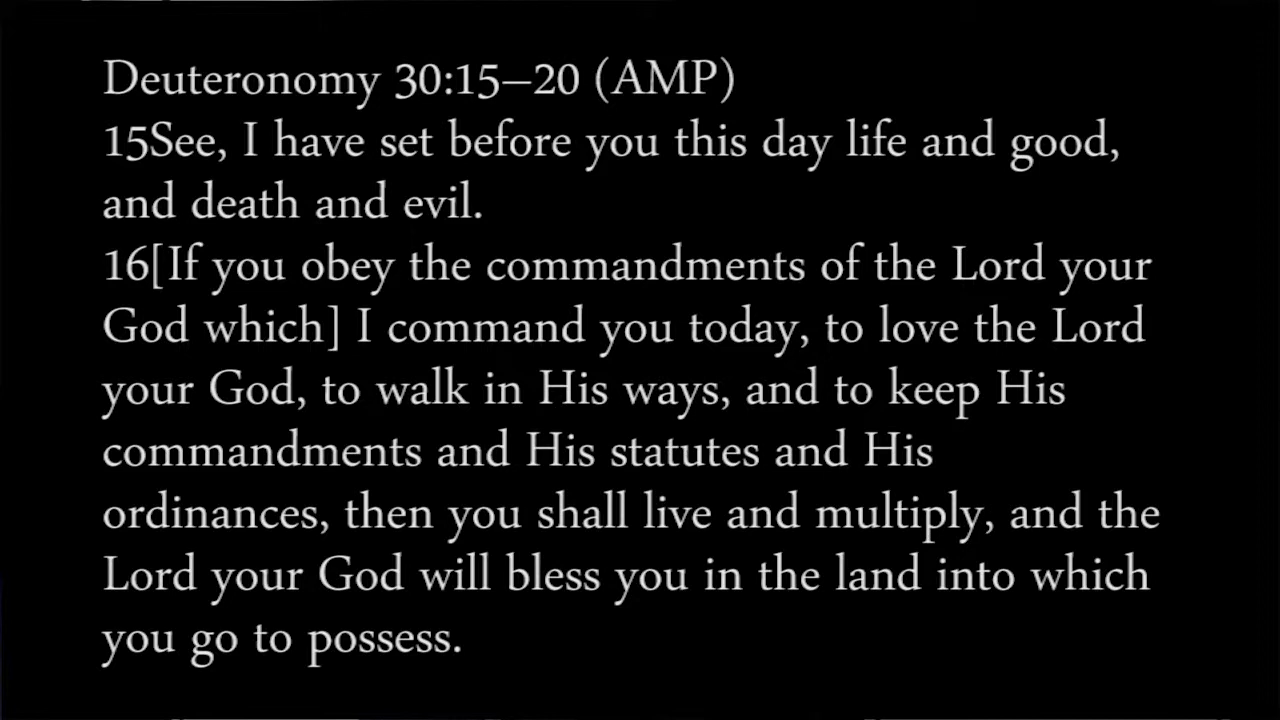 Deuteronomy 30:15–20 (AMP)
15See, I have set before you this day life and good,
and death and evil.
16[If you obey the commandments of the Lord your
God which] I command you today, to love the Lord
your God, to walk in His ways, and to keep His
commandments and His statutes and His
ordinances, then you shall live and multiply, and the
Lord your God will bless you in the land into which
you go to possess.